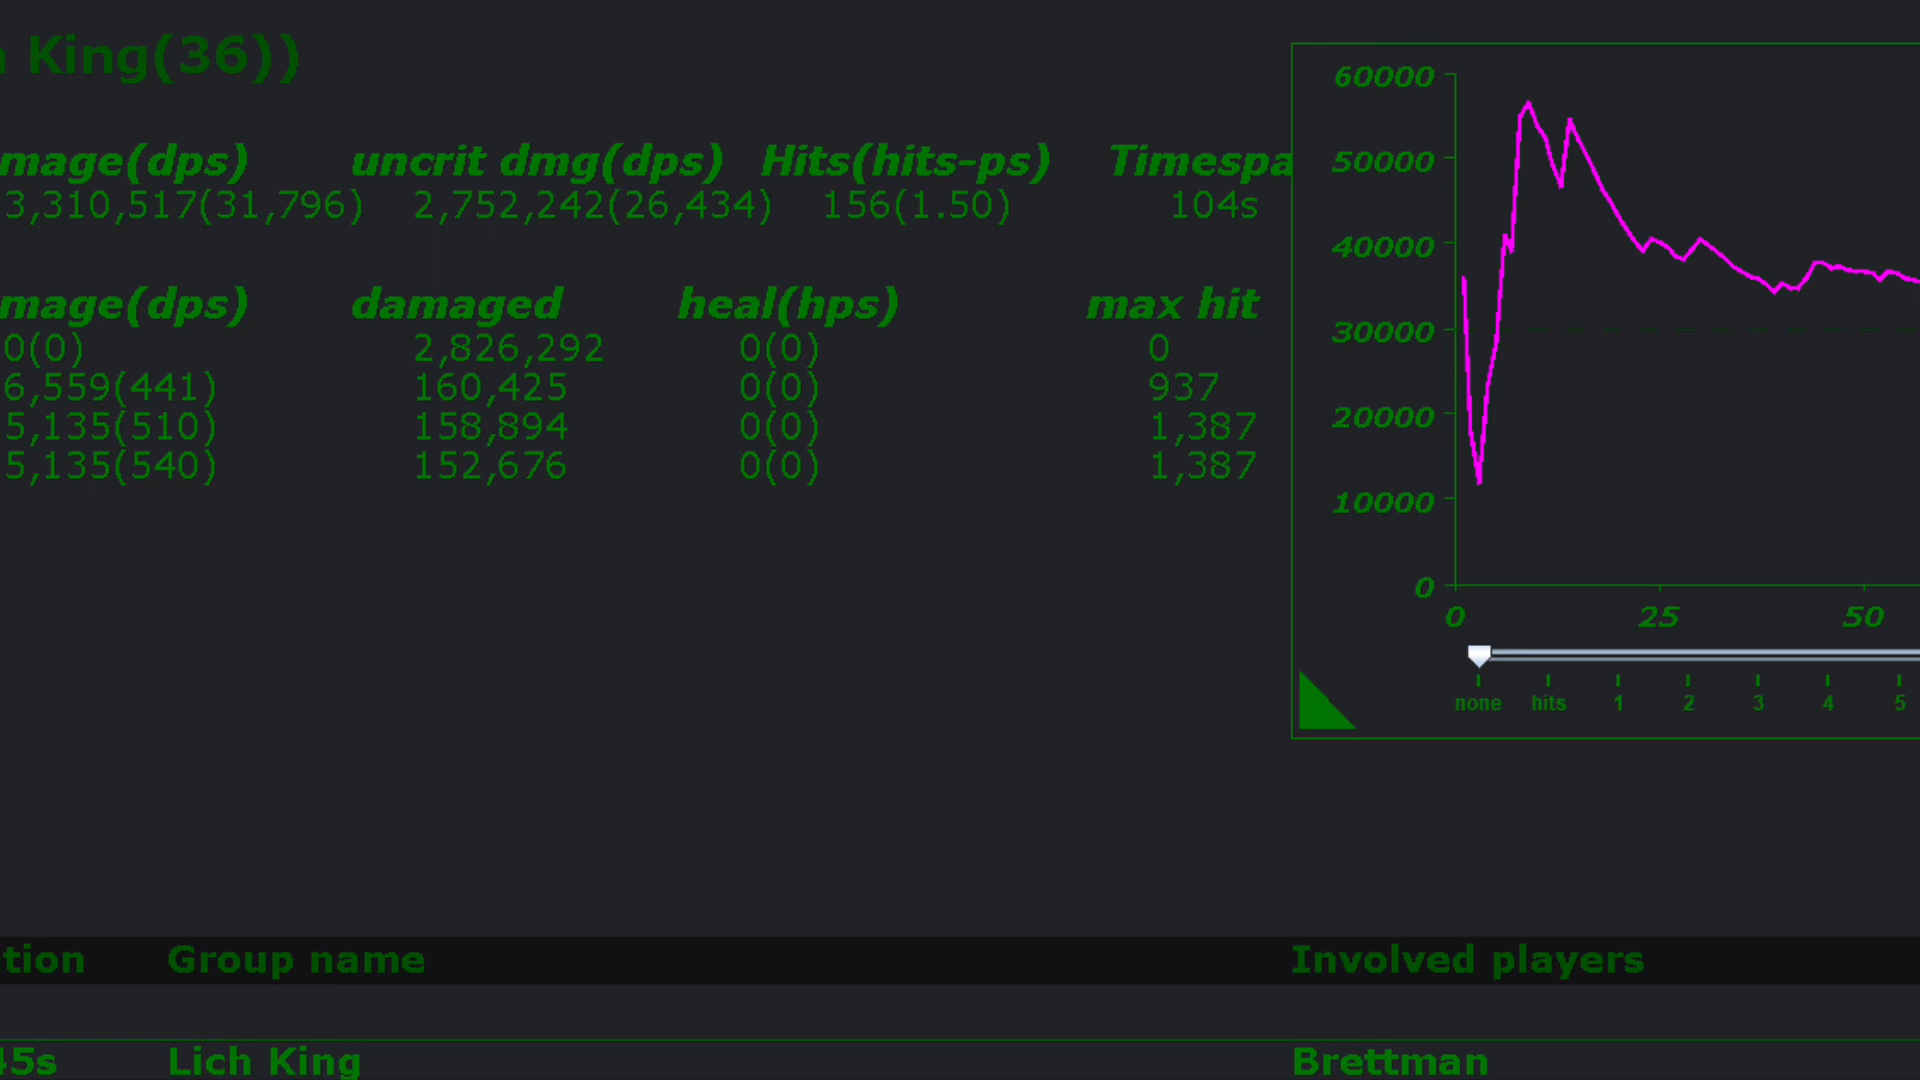 King(36))
mage(dps) uncrit dmg(dps) Hits(hits-ps) Timespa
3,310,517(31,796) 2,752,242(26,434) 156(1.50) 104s
mage(dps) damaged heal(hps) max hit
0(0) 2,826,292 0(0) 0
6,559(441) 160,425 0(0) 937
5,135(510) 158,894 0(0) 1,387
5,135(540) 152,676 0(0) 1,387
60000
50000
40000
30000
20000
10000
0
0 25 50
none hits 1 2 3 4 5
tion Group name Involved players
45s Lich King Brettman